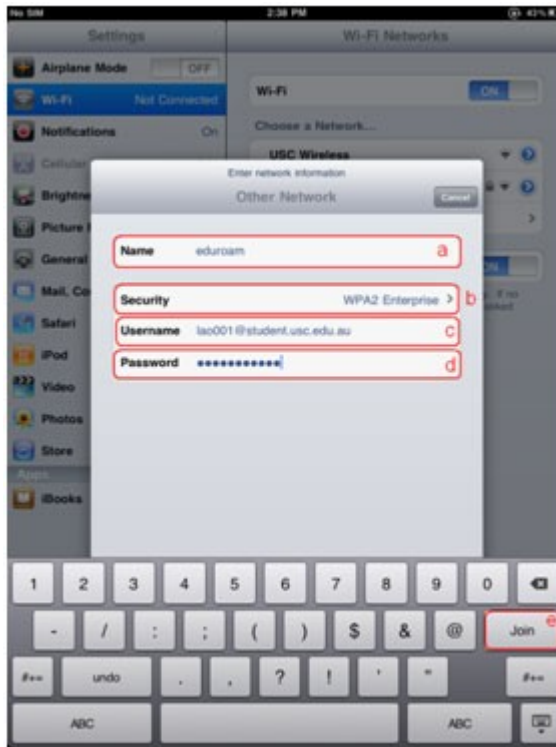 No SIM 2:38 PM 43%
Settings Wi-Fi Networks
Airplane Mode OFF
Wi-Fi Not Connected Wi-Fi ON
Notifications On Choose a Network...
Cellular USC Wireless
Enter network information
Other Network Cancel
Picture
General
Name eduroam a
ON
Mail, Co
Security WPA2 Enterprise > b
Safari
Username lao001@student.usc.edu.au c
iPod
Password ●●●●●●●●●●● d
Video
Photos
Store
Apps
iBooks
1 2 3 4 5 6 7 8 9 0
- / : ; ( ) $ & @ Join e
#+= undo . , ? ! ' " #+=
ABC ABC